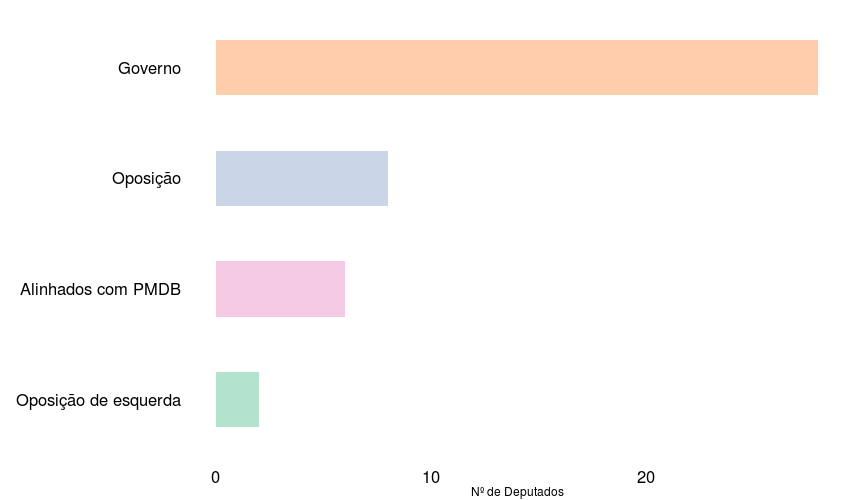 Governo
Oposição
Alinhados com PMDB
Oposição de esquerda
0 10 20
Nº de Deputados